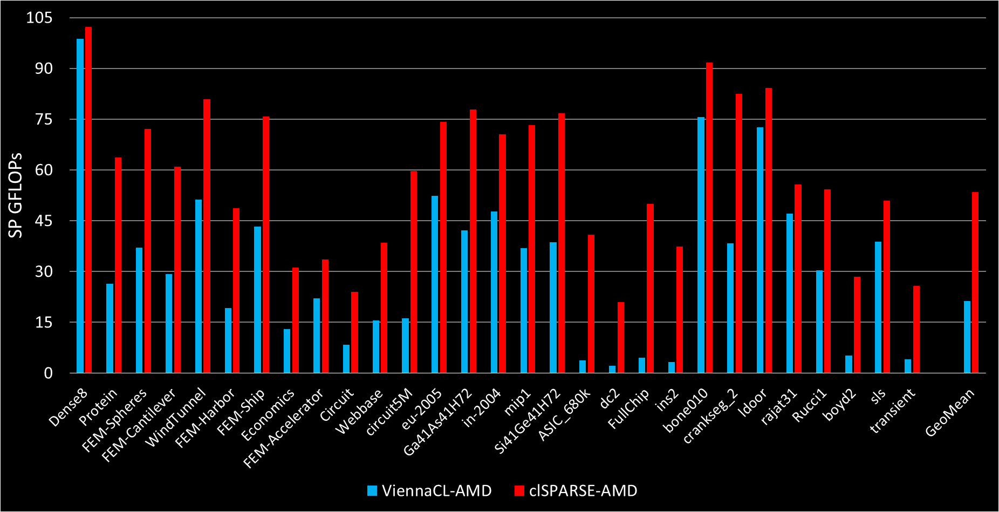 105
90
75
60
45
30
15
0
SP GFLOPs
Dense8
Protein
FEM-Spheres
FEM-Cantilever
WindTunnel
FEM-Harbor
FEM-Ship
Economics
FEM-Accelerator
Circuit
Webbase
circuit5M
eu-2005
Ga41As41H72
in-2004
mip1
Si41Ge41H72
ASIC_680k
dc2
FullChip
ins2
bone010
crankseg_2
ldoor
rajat31
Rucci1
boyd2
sls
transient
GeoMean
ViennaCL-AMD
clSPARSE-AMD